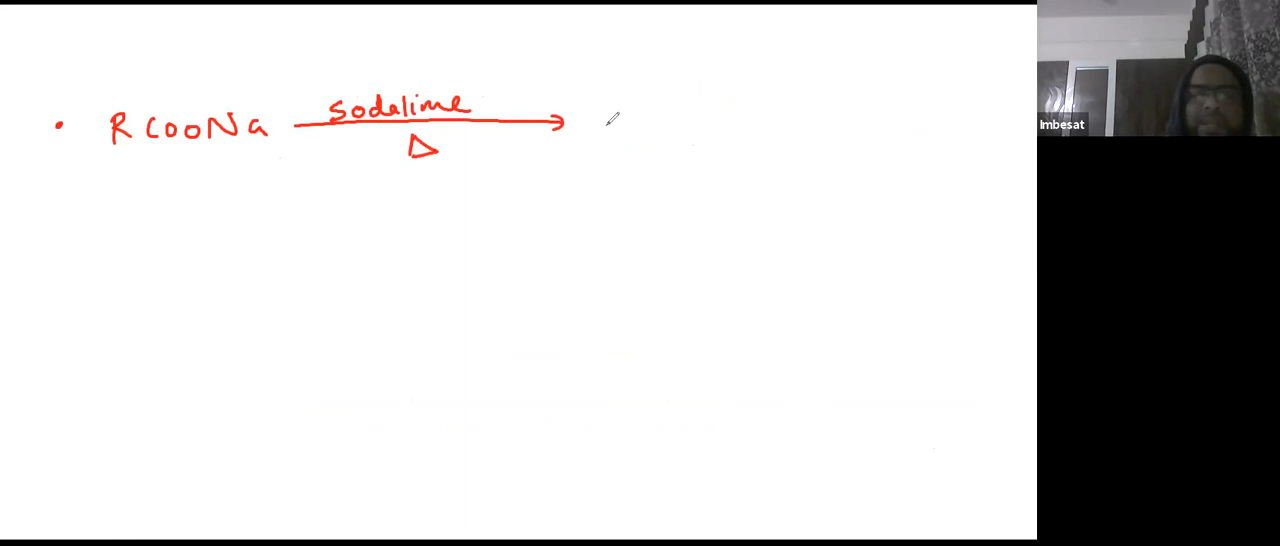 • RCOONa sodalime →
Δ
Imbesat